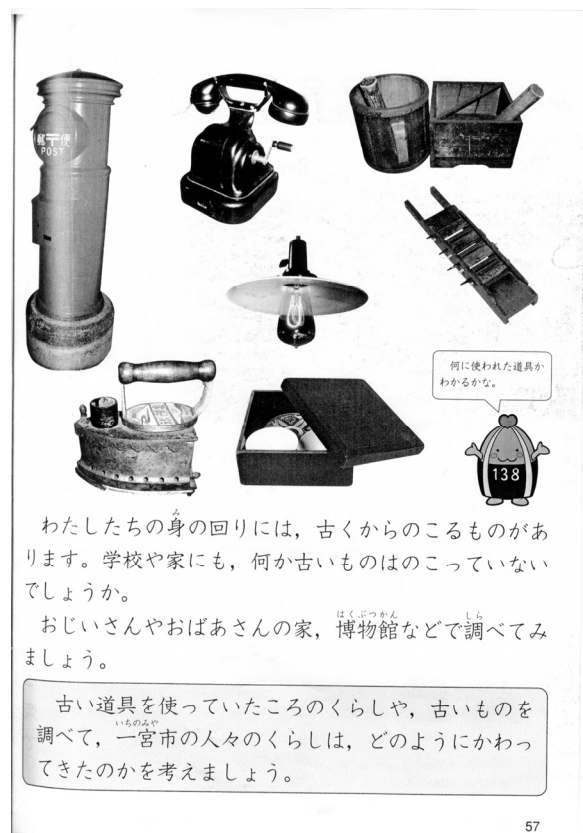 郵〒便
POST
何に使われた道具か
わかるかな。
138
わたしたちの身の回りには，古くからのこるものがあ
ります。学校や家にも，何か古いものはのこっていない
でしょうか。
おじいさんやおばあさんの家，博物館などで調べてみ
ましょう。
古い道具を使っていたころのくらしや，古いものを
調べて，一宮市の人々のくらしは，どのようにかわっ
てきたのかを考えましょう。
57